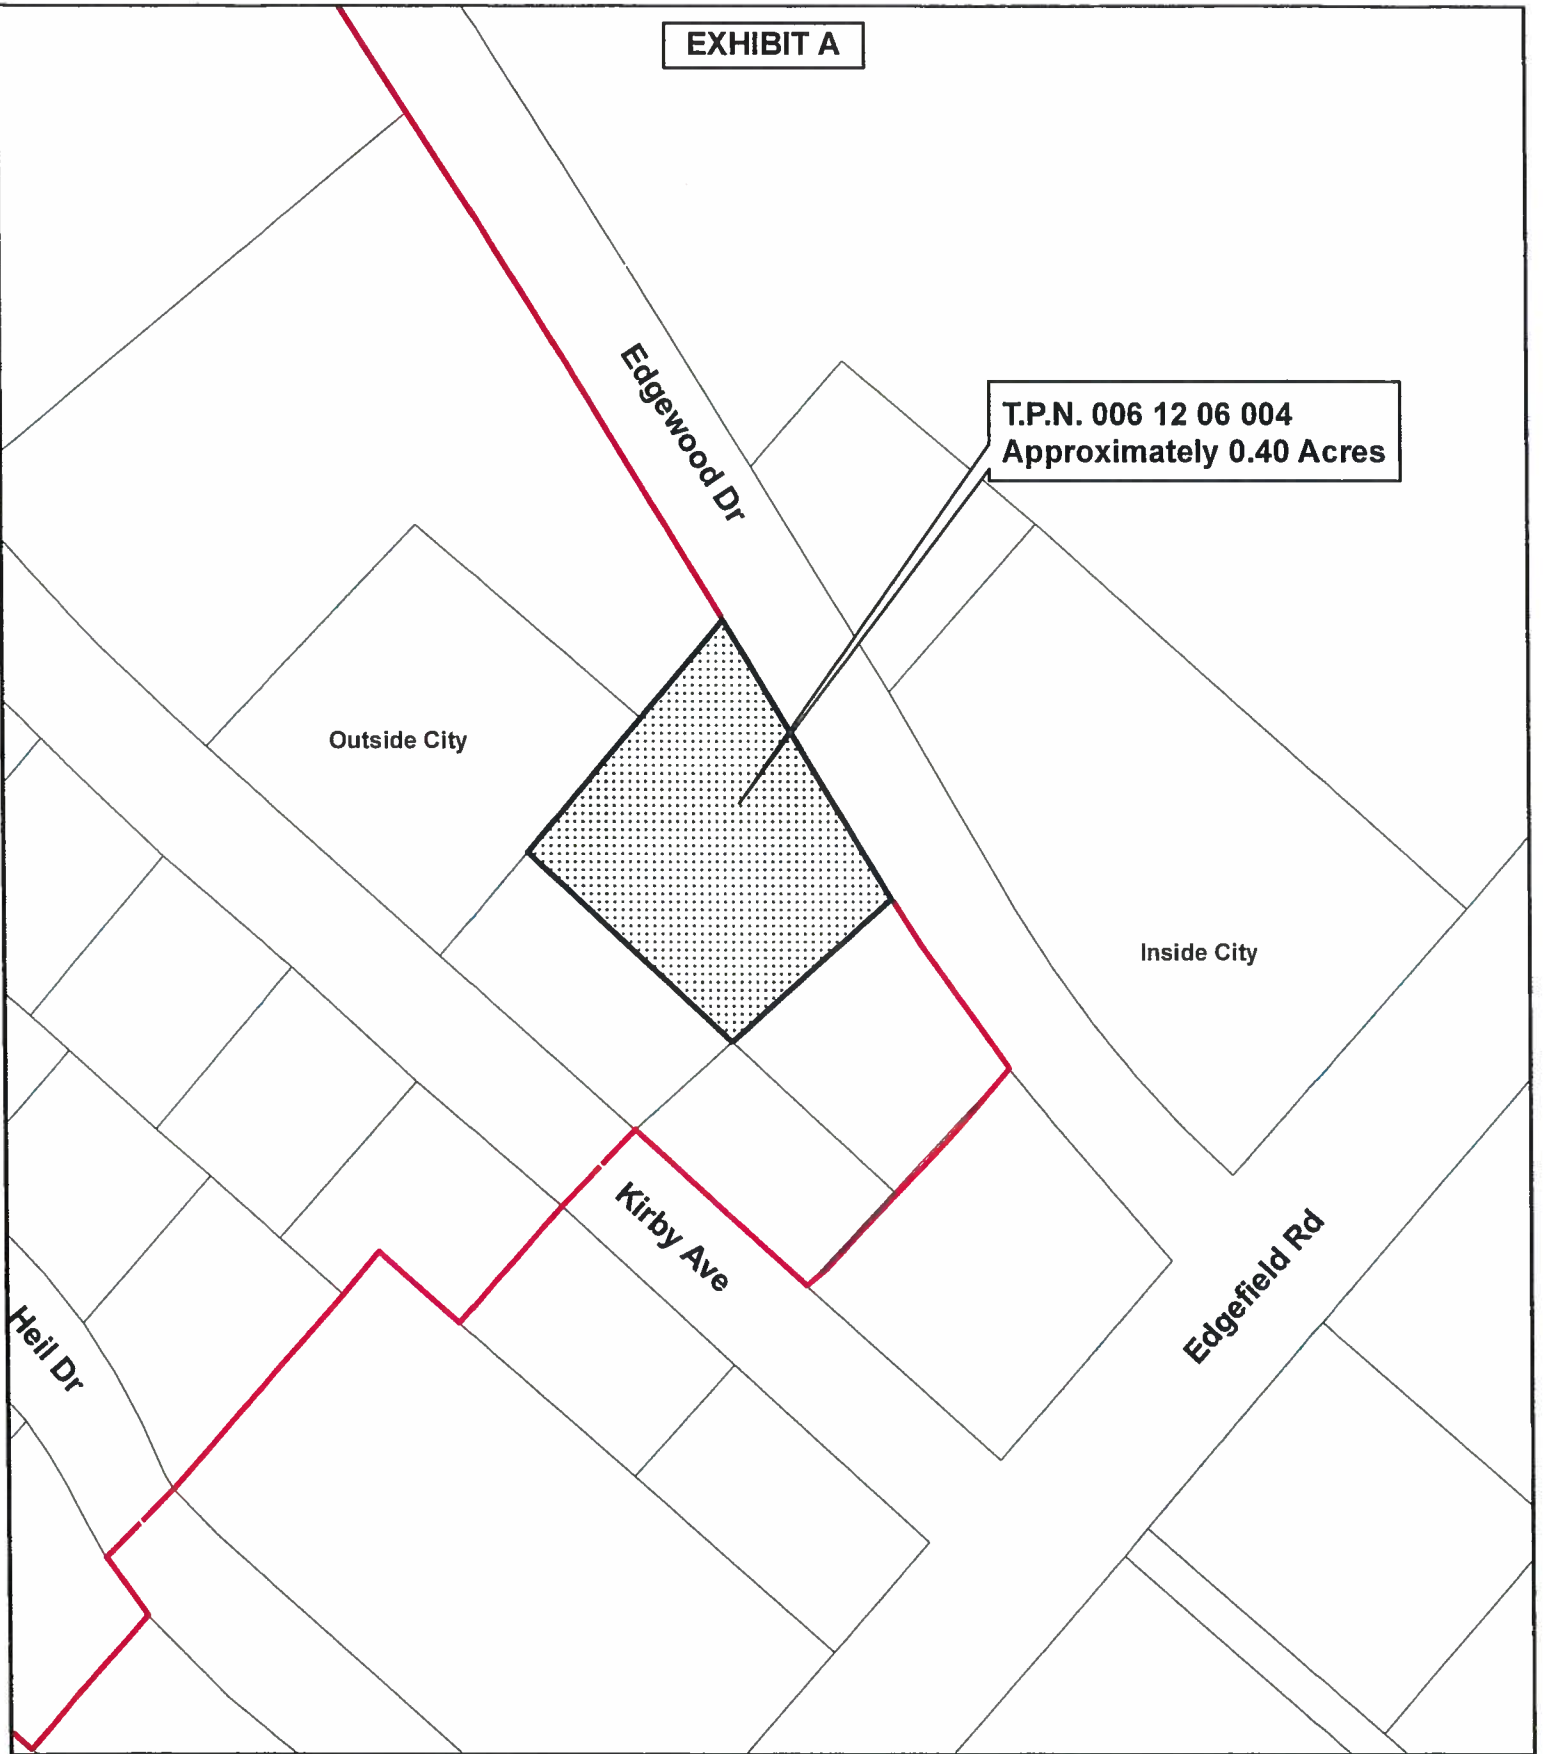 EXHIBIT A
Edgewood Dr
T.P.N. 006 12 06 004
Approximately 0.40 Acres
Outside City
Inside City
Kirby Ave
Edgefield Rd
Heil Dr